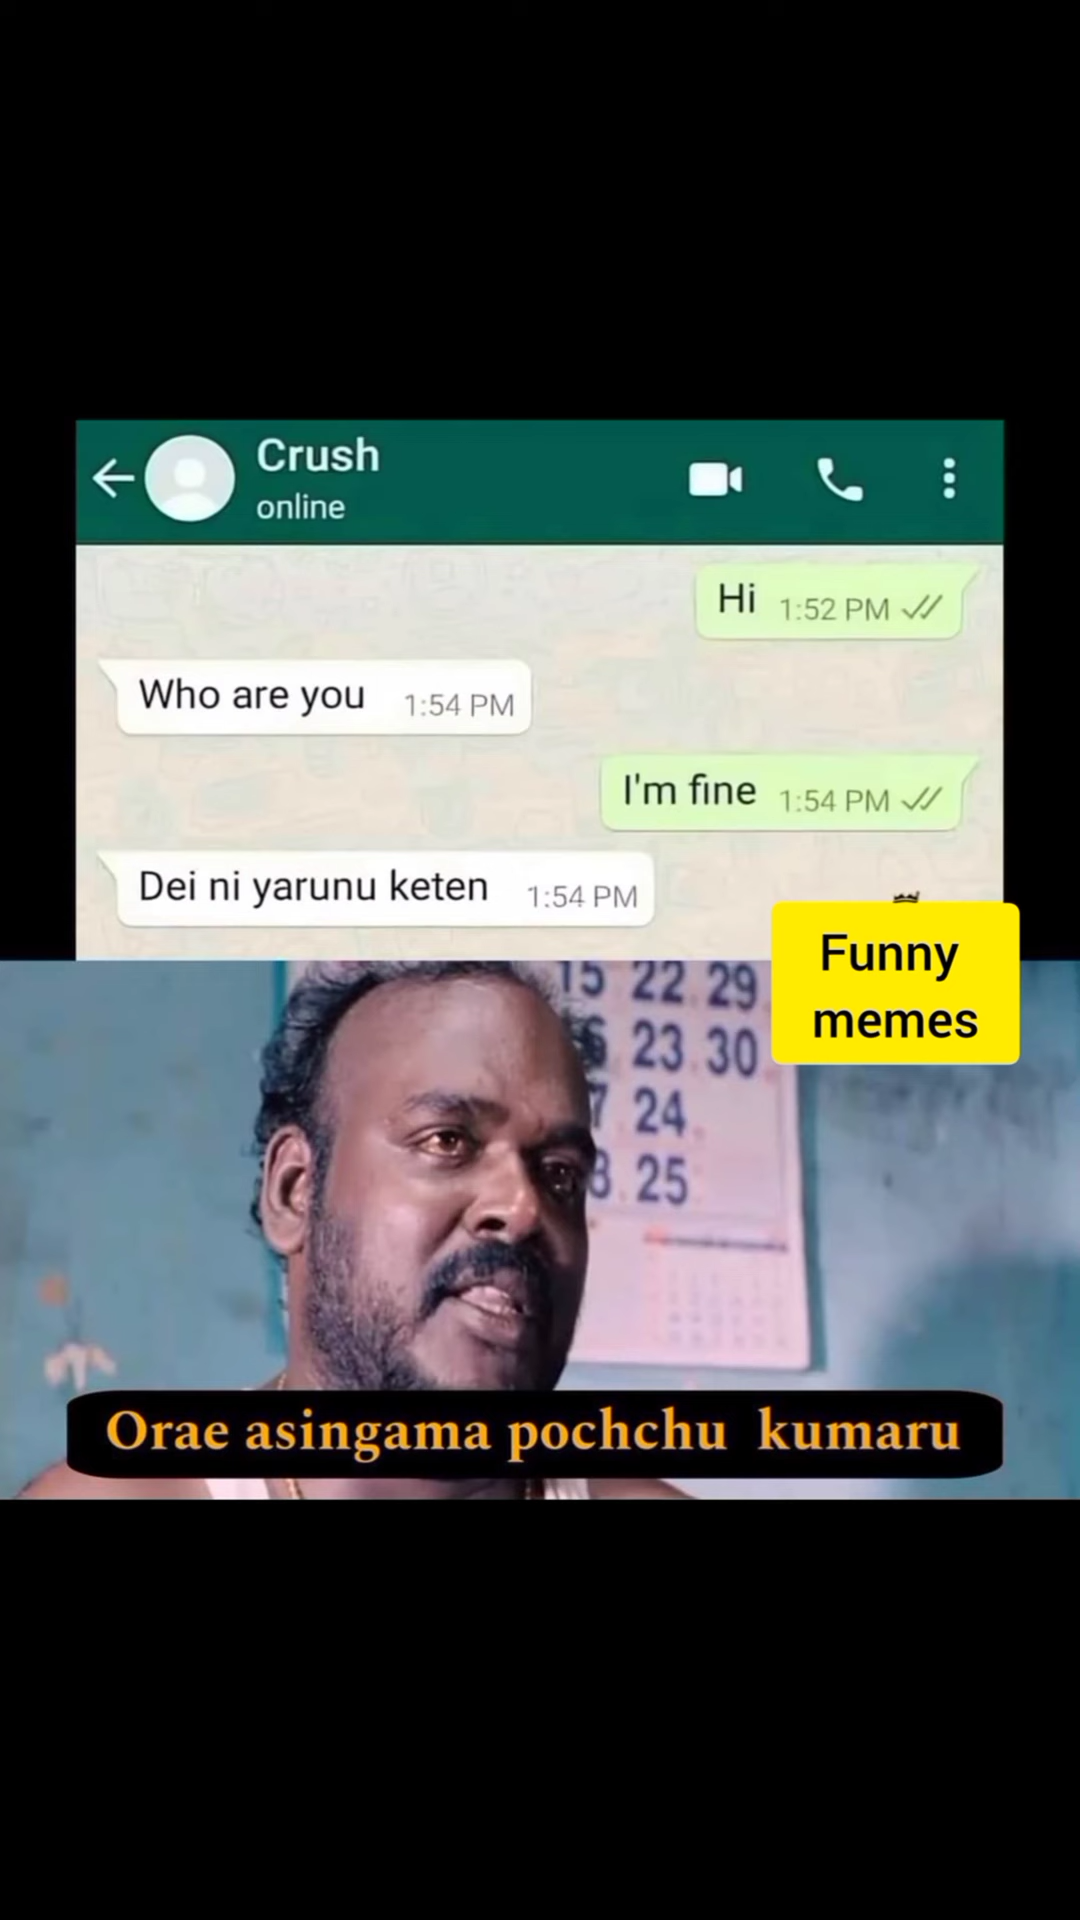 Crush
online
Hi 1:52 PM
Who are you 1:54 PM
I'm fine 1:54 PM
Dei ni yarunu keten 1:54 PM
Funny
memes
15 22 29
23 30
24
25
Orae asingama pochchu kumaru